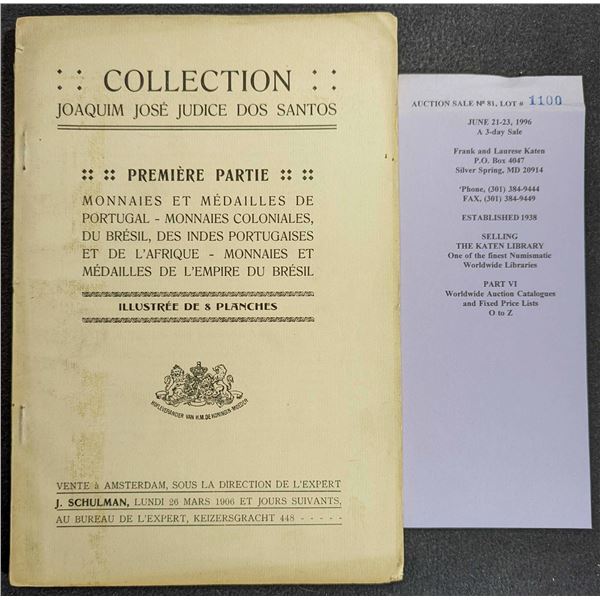 :: COLLECTION ::
JOAQUIM JOSÉ JUDICE DOS SANTOS
:: :: PREMIÈRE PARTIE :: ::
MONNAIES ET MÉDAILLES DE
PORTUGAL - MONNAIES COLONIALES,
DU BRÉSIL, DES INDES PORTUGAISES
ET DE L'AFRIQUE - MONNAIES ET
MÉDAILLES DE L'EMPIRE DU BRÉSIL
ILLUSTRÉE DE 8 PLANCHES
HOFLEVERANCIER VAN H.M. DE KONINGIN-MOEDER
VENTE à AMSTERDAM, SOUS LA DIRECTION DE L'EXPERT
J. SCHULMAN, LUNDI 26 MARS 1906 ET JOURS SUIVANTS,
AU BUREAU DE L'EXPERT, KEIZERSGRACHT 448 - - - - -
AUCTION SALE Nº 81, LOT # 1100
JUNE 21-23, 1996
A 3-day Sale
Frank and Laurese Katen
P.O. Box 4047
Silver Spring, MD 20914
'Phone, (301) 384-9444
FAX, (301) 384-9449
ESTABLISHED 1938
SELLING
THE KATEN LIBRARY
One of the finest Numismatic
Worldwide Libraries
PART VI
Worldwide Auction Catalogues
and Fixed Price Lists
O to Z